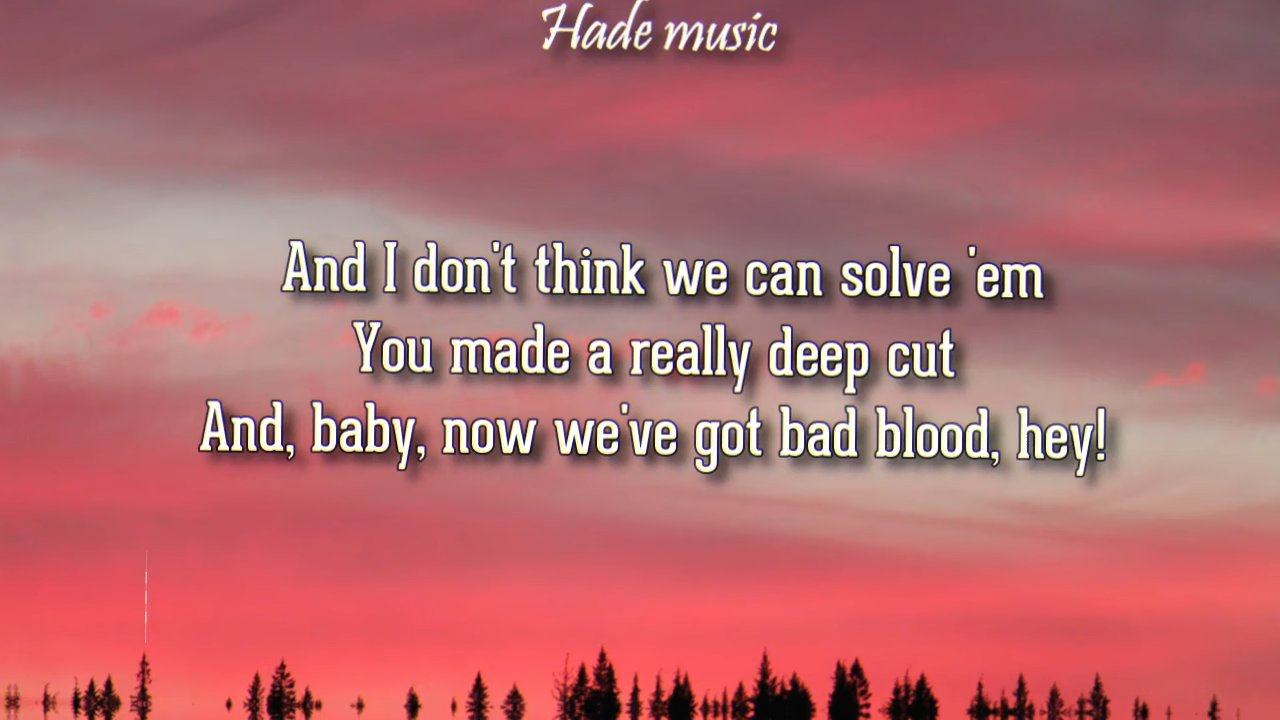 Hade music
And I don't think we can solve 'em
You made a really deep cut
And, baby, now we've got bad blood, hey!